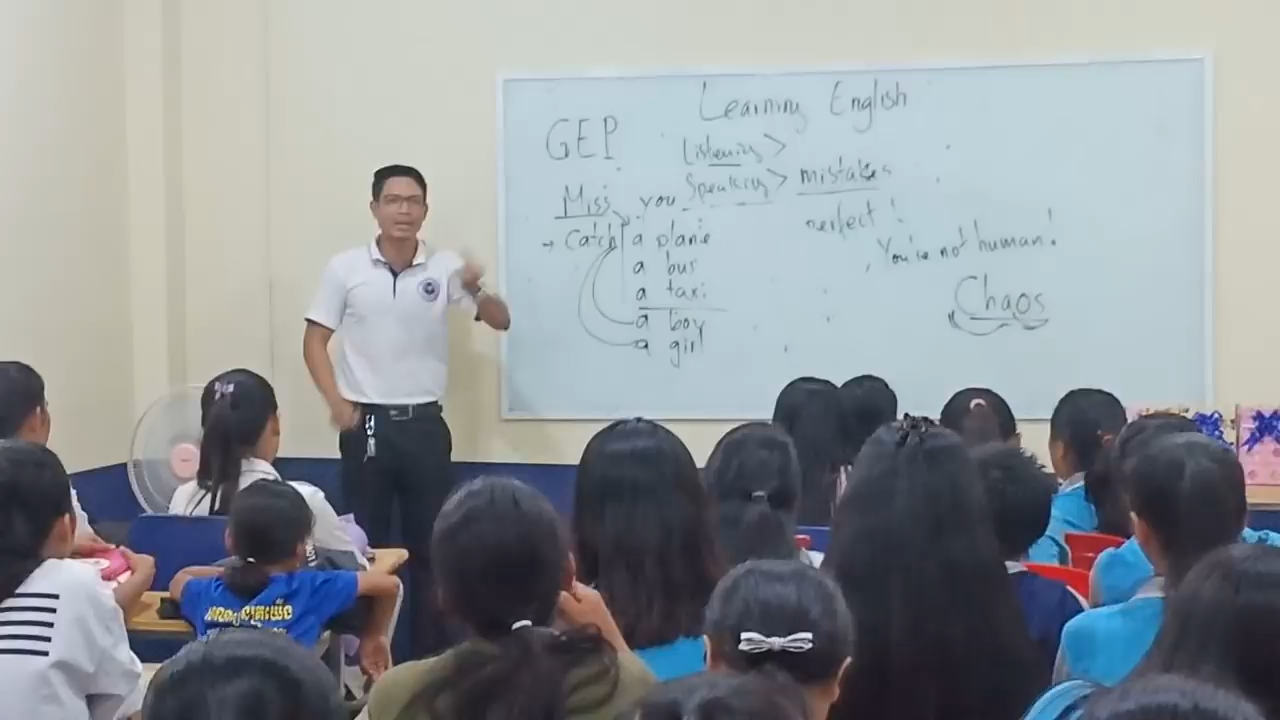 Learning English
GEP
Listening >
Speaking > mistakes
Miss you
perfect!
→ Catch a plane
You're not human!
a bus
a taxi
Chaos
a boy
a girl